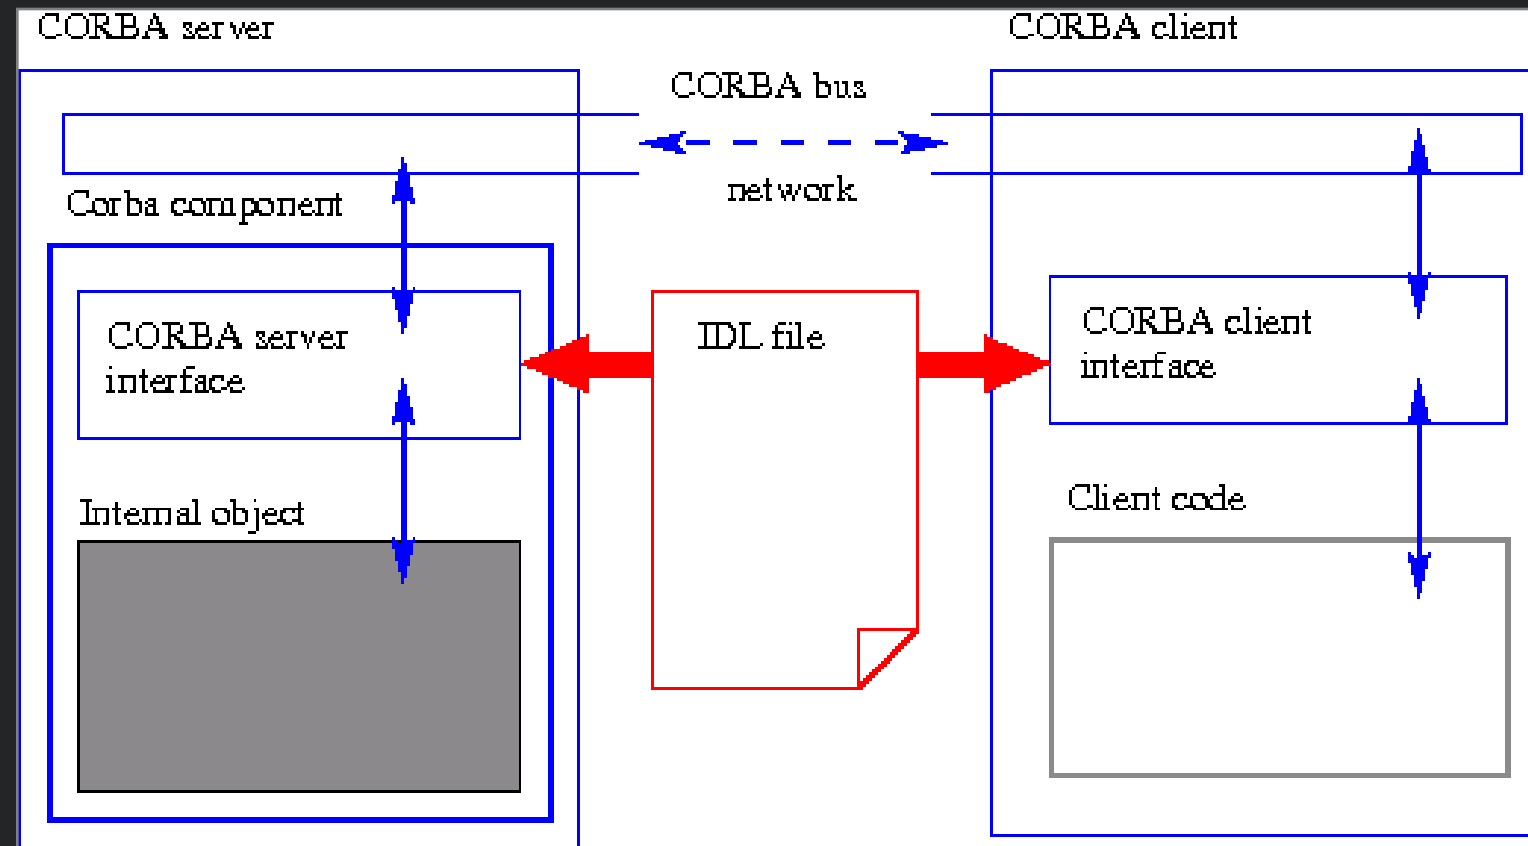 CORBA server
CORBA client
CORBA bus
network
Corba component
CORBA server
interface
IDL file
CORBA client
interface
Internal object
Client code